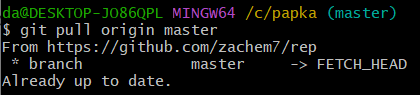 da@DESKTOP-JO86QPL MINGW64 /c/papka (master)
$ git pull origin master
From https://github.com/zachem7/rep
 * branch            master     -> FETCH_HEAD
Already up to date.